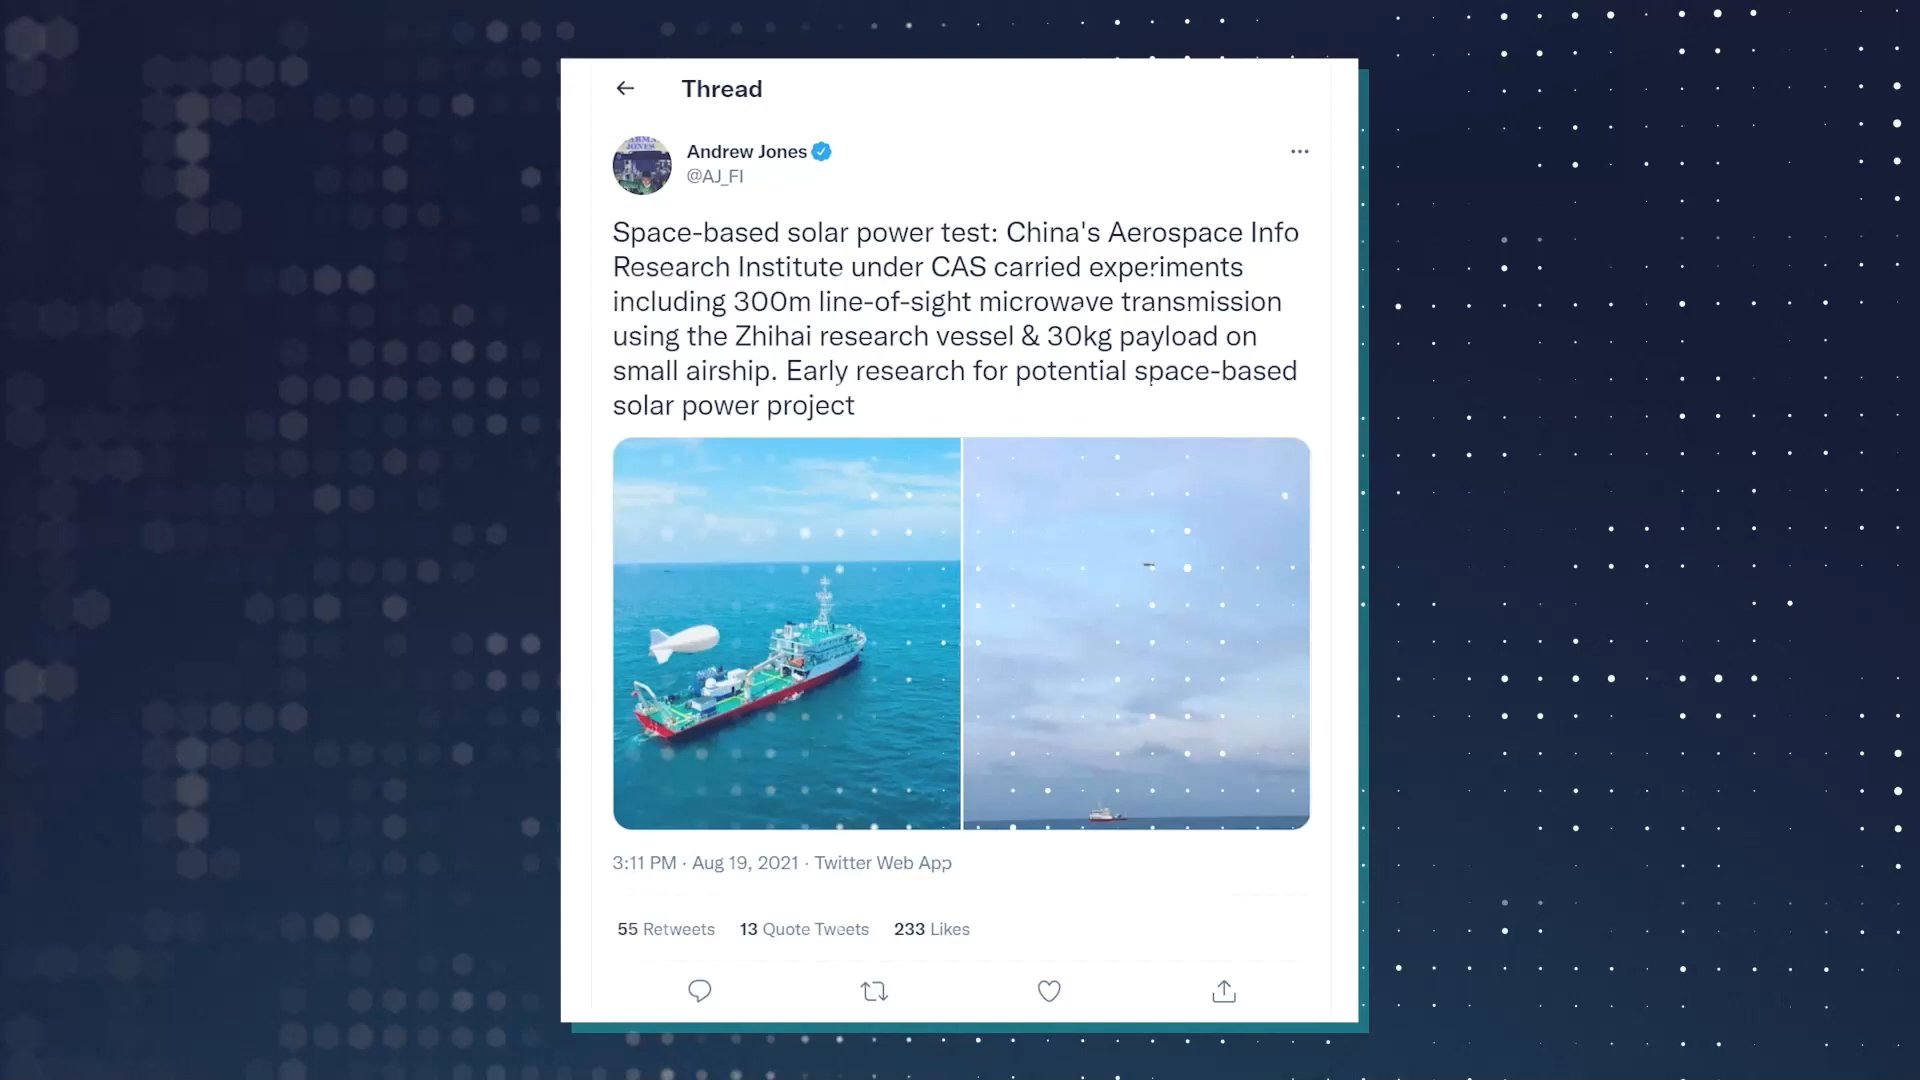 Thread
Andrew Jones
@AJ_FI
Space-based solar power test: China's Aerospace Info
Research Institute under CAS carried experiments
including 300m line-of-sight microwave transmission
using the Zhihai research vessel & 30kg payload on
small airship. Early research for potential space-based
solar power project
3:11 PM · Aug 19, 2021 · Twitter Web App
55 Retweets 13 Quote Tweets 233 Likes